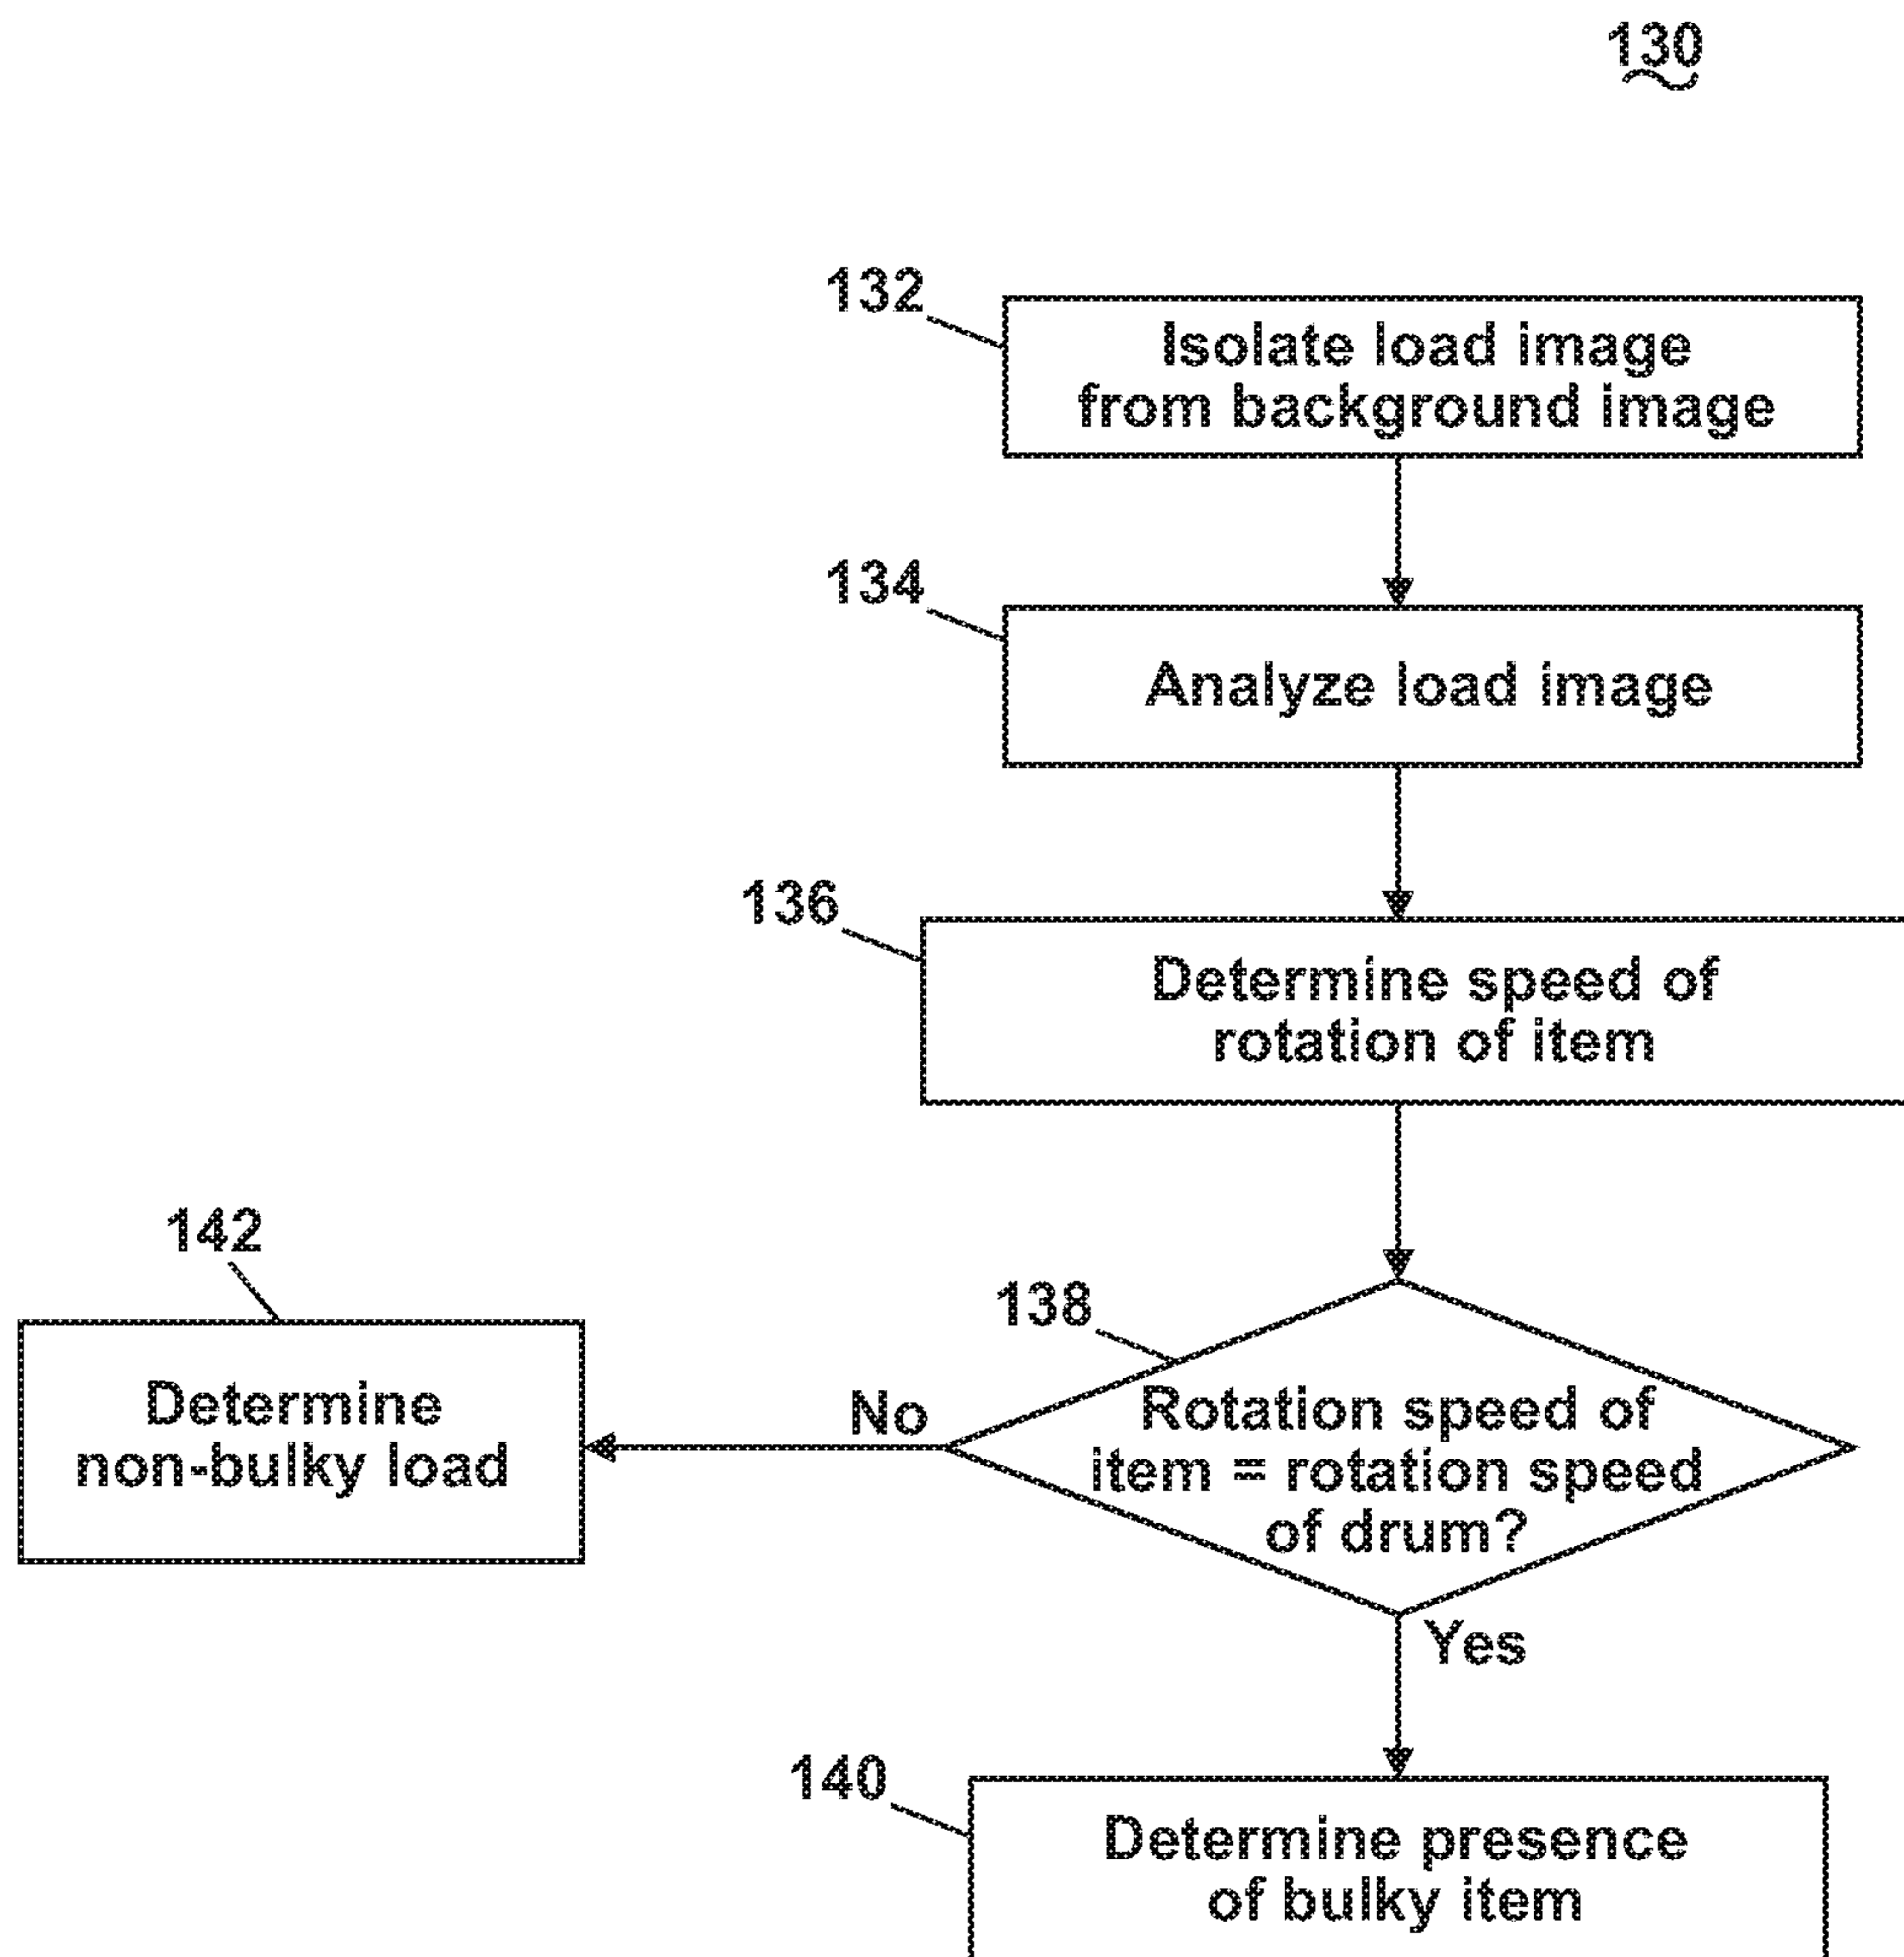 130
132
Isolate load image
from background image
134
Analyze load image
136
Determine speed of
rotation of item
142
Determine
non-bulky load
138
No
Rotation speed of
item = rotation speed
of drum?
Yes
140
Determine presence
of bulky item